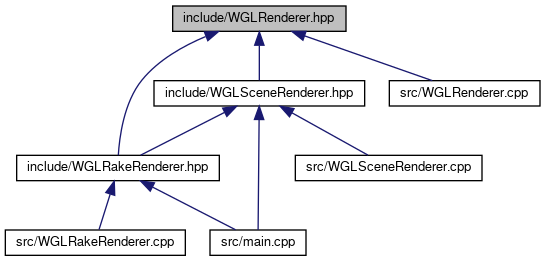 include/WGLRenderer.hpp
include/WGLSceneRenderer.hpp
src/WGLRenderer.cpp
include/WGLRakeRenderer.hpp
src/WGLSceneRenderer.cpp
src/WGLRakeRenderer.cpp
src/main.cpp